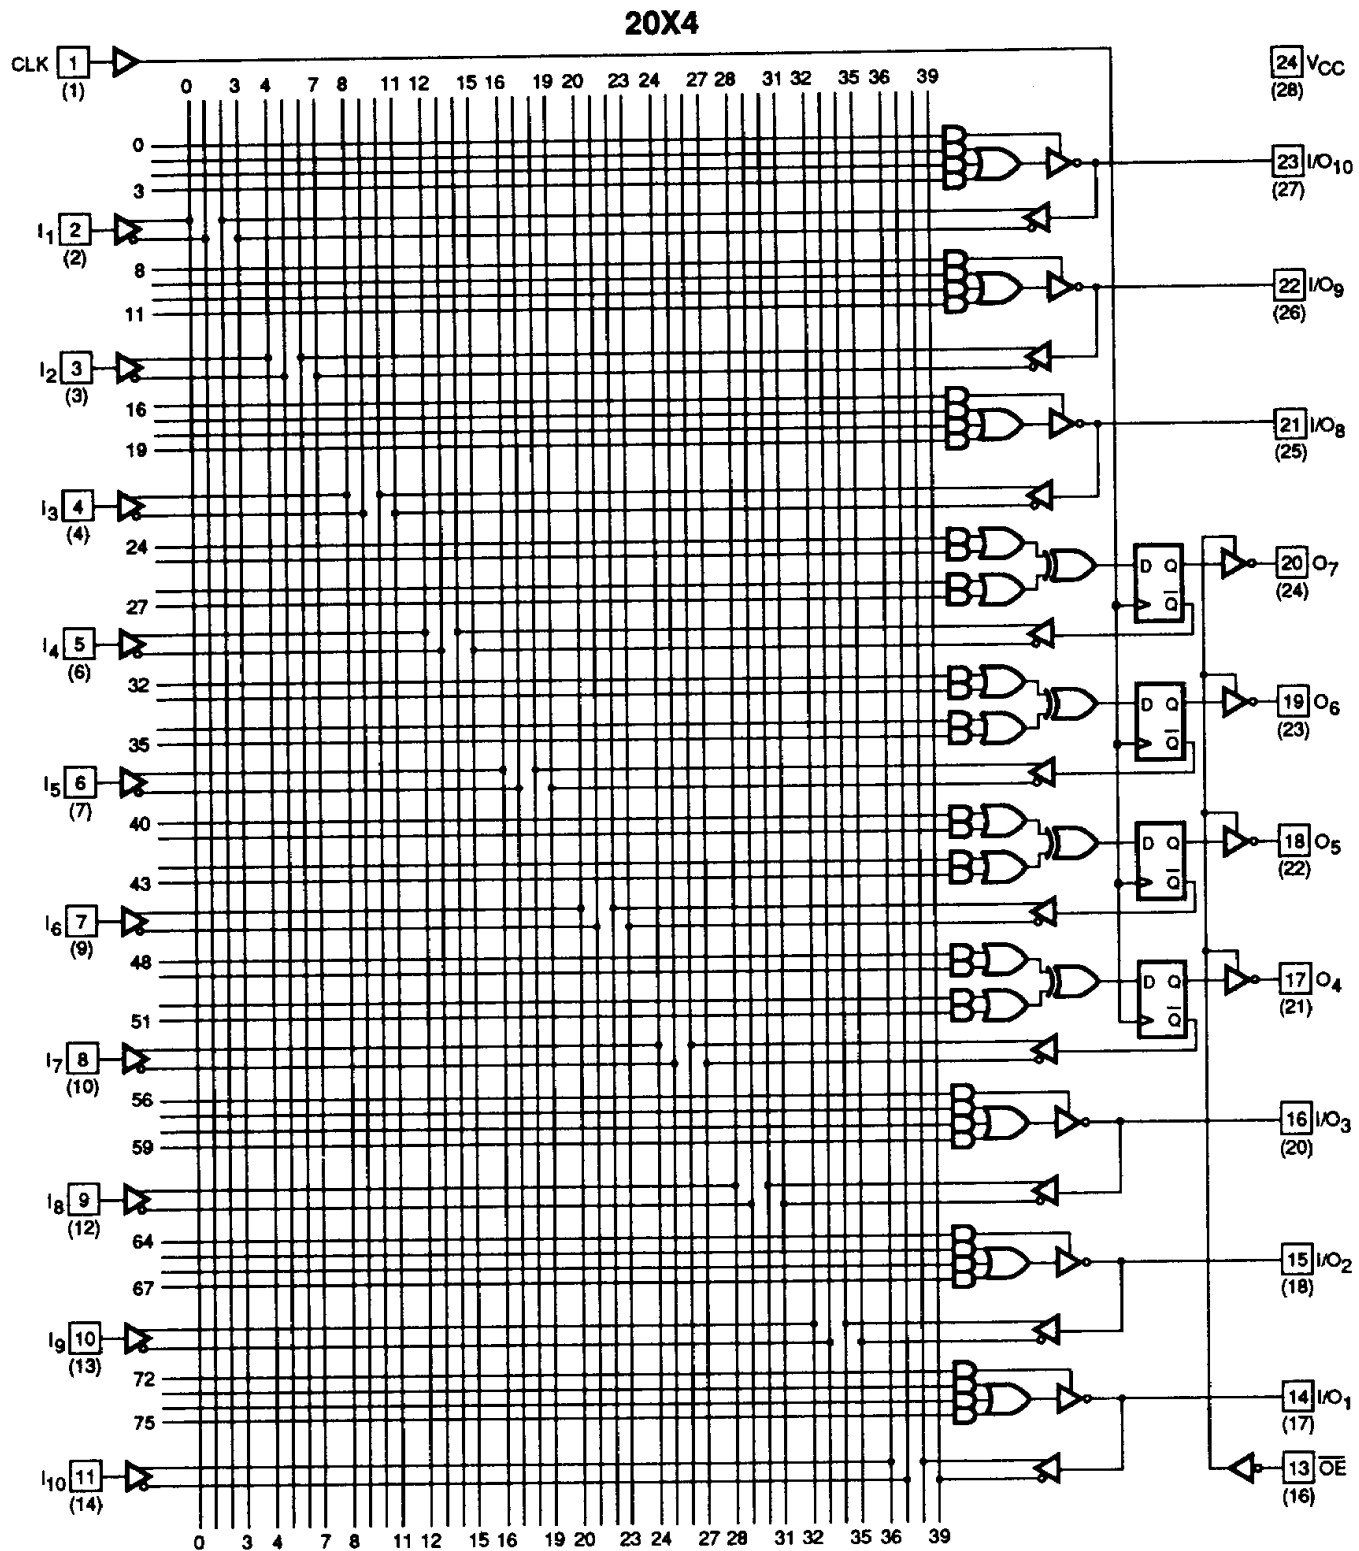 20X4
CLK 1 (1)
24 VCC (28)
0 3 4 7 8 11 12 15 16 19 20 23 24 27 28 31 32 35 36 39
0
3
23 I/O10 (27)
I1 2 (2)
8
11
22 I/O9 (26)
I2 3 (3)
16
19
21 I/O8 (25)
I3 4 (4)
24
27
D Q Q̅
20 O7 (24)
I4 5 (6)
32
35
D Q Q̅
19 O6 (23)
I5 6 (7)
40
43
D Q Q̅
18 O5 (22)
I6 7 (9)
48
51
D Q Q̅
17 O4 (21)
I7 8 (10)
56
59
16 I/O3 (20)
I8 9 (12)
64
67
15 I/O2 (18)
I9 10 (13)
72
75
14 I/O1 (17)
I10 11 (14)
13 O̅E̅ (16)
0 3 4 7 8 11 12 15 16 19 20 23 24 27 28 31 32 35 36 39